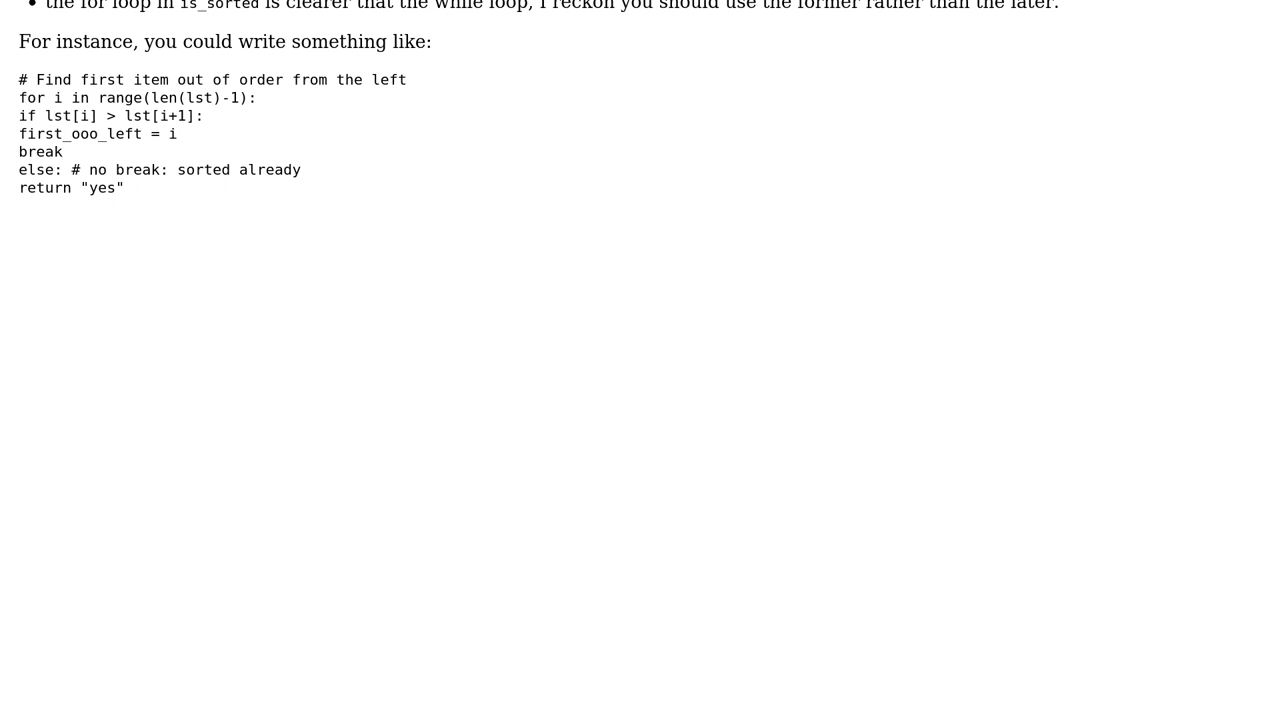 • the for loop in is_sorted is clearer that the while loop, I reckon you should use the former rather than the later.
For instance, you could write something like:
# Find first item out of order from the left
for i in range(len(lst)-1):
if lst[i] > lst[i+1]:
first_ooo_left = i
break
else: # no break: sorted already
return "yes"